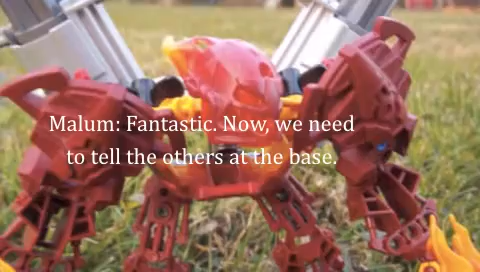 Malum: Fantastic. Now, we need
to tell the others at the base.